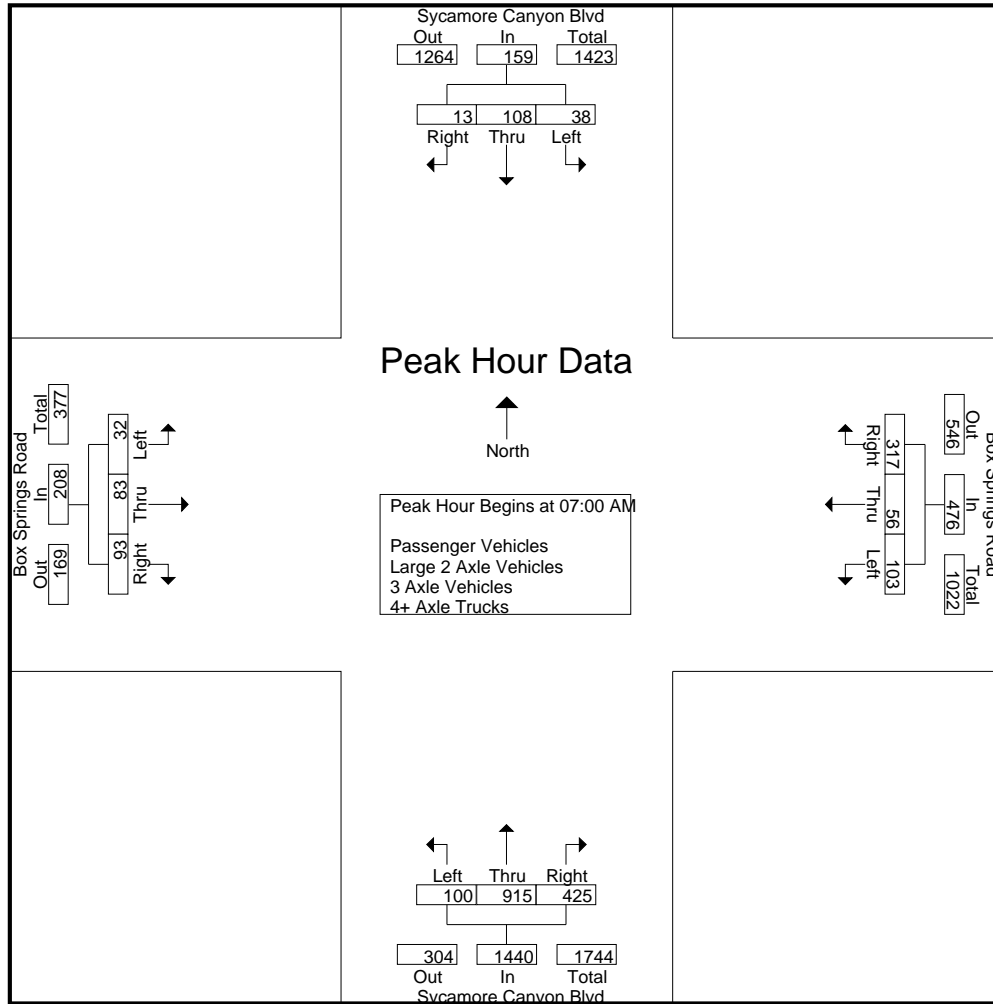 Sycamore Canyon Blvd
Out In Total
1264 159 1423
13 108 38
Right Thru Left
Peak Hour Data
North
Peak Hour Begins at 07:00 AM
Passenger Vehicles
Large 2 Axle Vehicles
3 Axle Vehicles
4+ Axle Trucks
Box Springs Road
Out In Total
169 208 377
93 83 32
Right Thru Left
Box Springs Road
Out In Total
546 476 1022
317 56 103
Right Thru Left
Left Thru Right
100 915 425
304 1440 1744
Out In Total
Sycamore Canyon Blvd